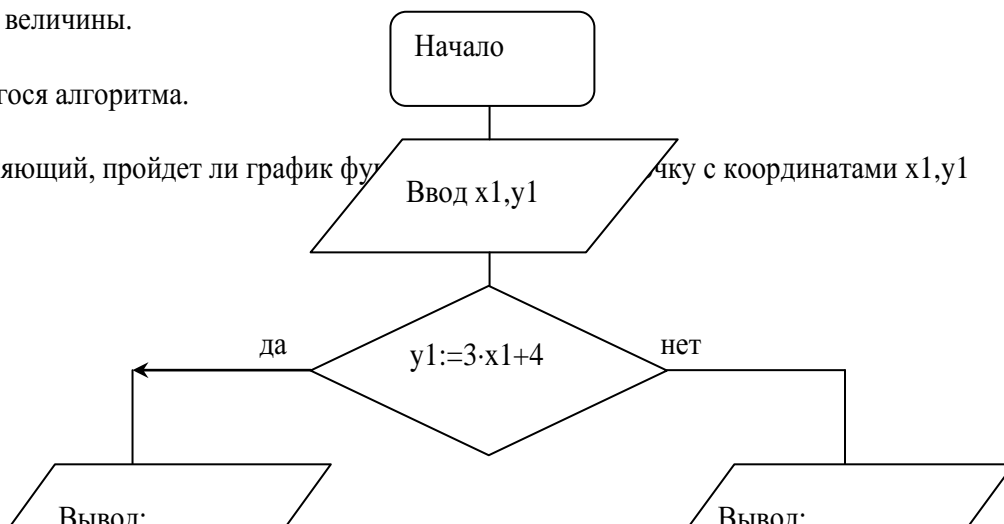 величины.
Начало
гося алгоритма.
яющий, пройдет ли график фу чку с координатами x1,y1
Ввод x1,y1
да
y1:=3·x1+4
нет
Вывод:
Вывод: